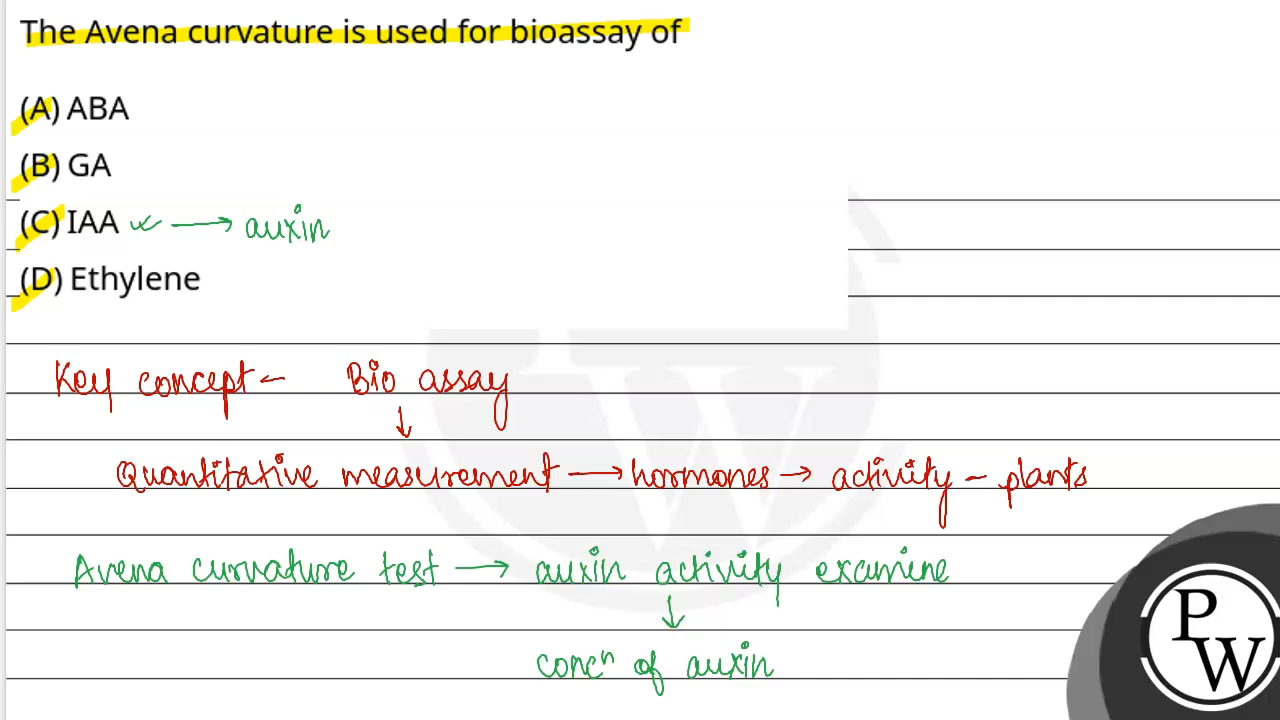 The Avena curvature is used for bioassay of
(A) ABA
(B) GA
(C) IAA ✓ → auxin
(D) Ethylene
Key concept - Bio assay
↓
Quantitative measurement → hormones → activity - plants
Avena curvature test → auxin activity examine
↓
concⁿ of auxin
P
W